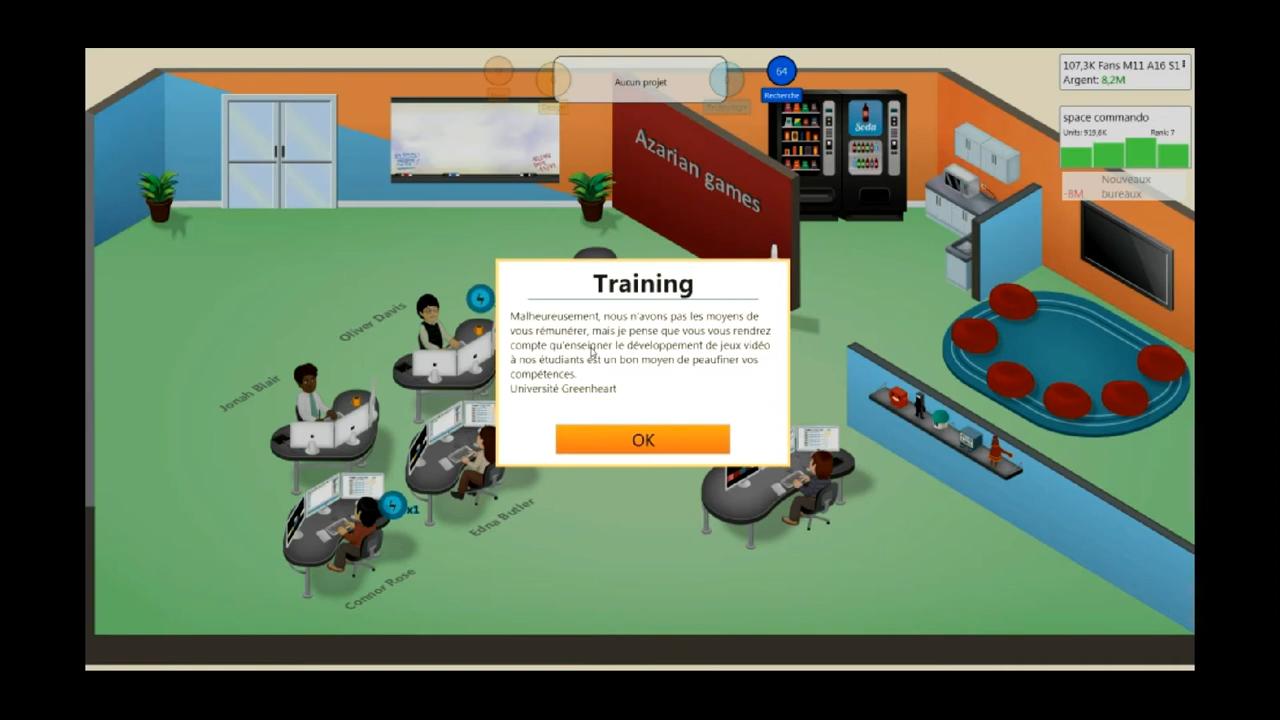 Aucun projet
64
Recherche
107,3K Fans M11 A16 S1
Argent: 8,2M
space commando
Units: 919,6K Rank: 7
Nouveaux
-8M bureaux
Soda
Azarian games
Oliver Davis
Jonah Blair
Training
Malheureusement, nous n'avons pas les moyens de
vous rémunérer, mais je pense que vous vous rendrez
compte qu'enseigner le développement de jeux vidéo
à nos étudiants est un bon moyen de peaufiner vos
compétences.
Université Greenheart
OK
x1
Edna Butler
Connor Rose